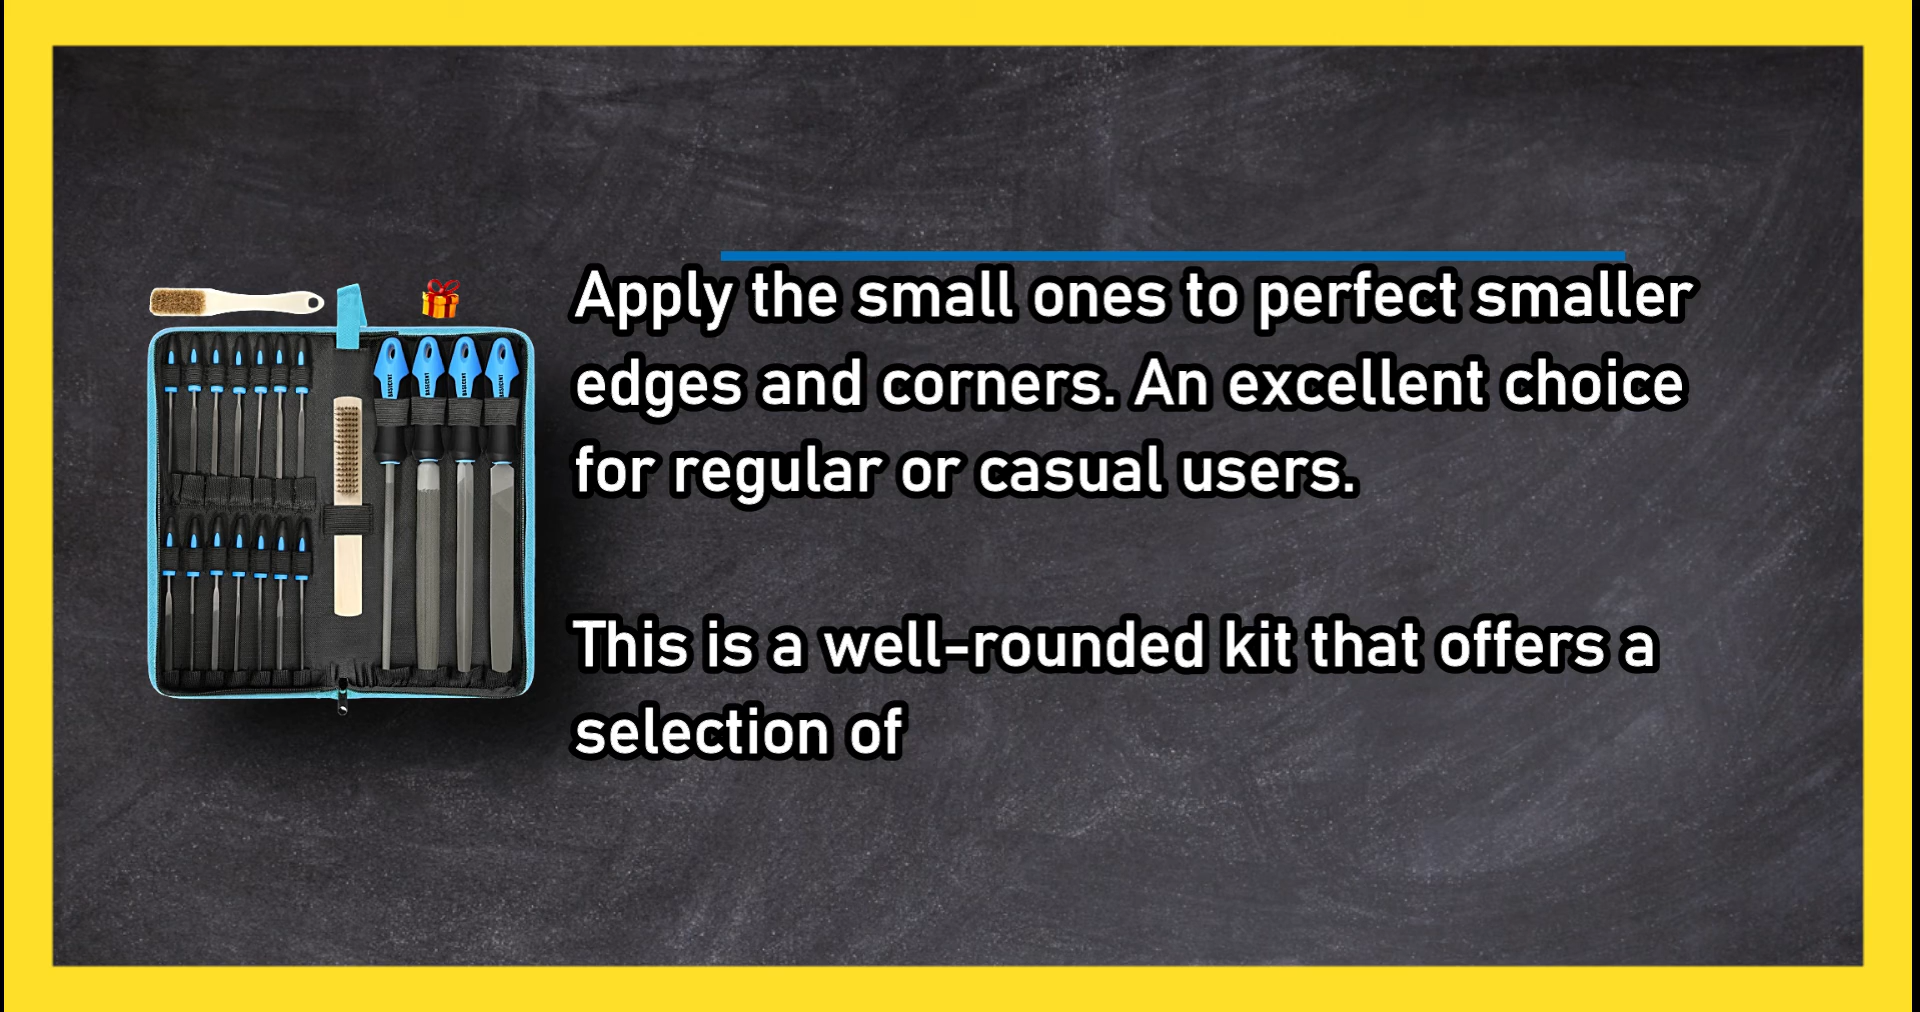 Apply the small ones to perfect smaller
edges and corners. An excellent choice
for regular or casual users.
This is a well-rounded kit that offers a
selection of